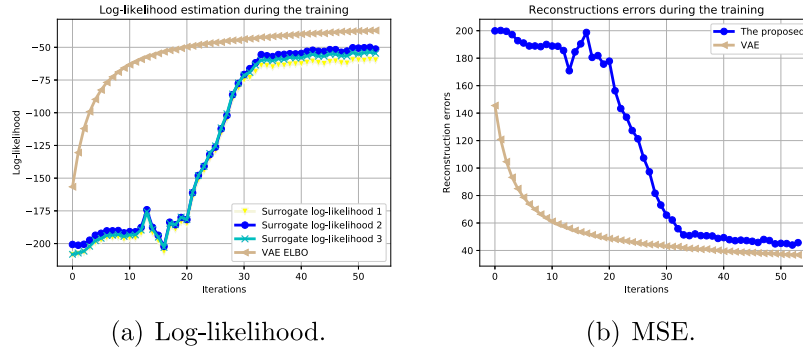 Log-likelihood estimation during the training
−50
−75
−100
−125
−150
−175
−200
Log-likelihood
Surrogate log-likelihood 1
Surrogate log-likelihood 2
Surrogate log-likelihood 3
VAE ELBO
0 10 20 30 40 50
Iterations
(a) Log-likelihood.
Reconstructions errors during the training
200
180
160
140
120
100
80
60
40
Reconstruction errors
The proposed
VAE
0 10 20 30 40 50
Iterations
(b) MSE.